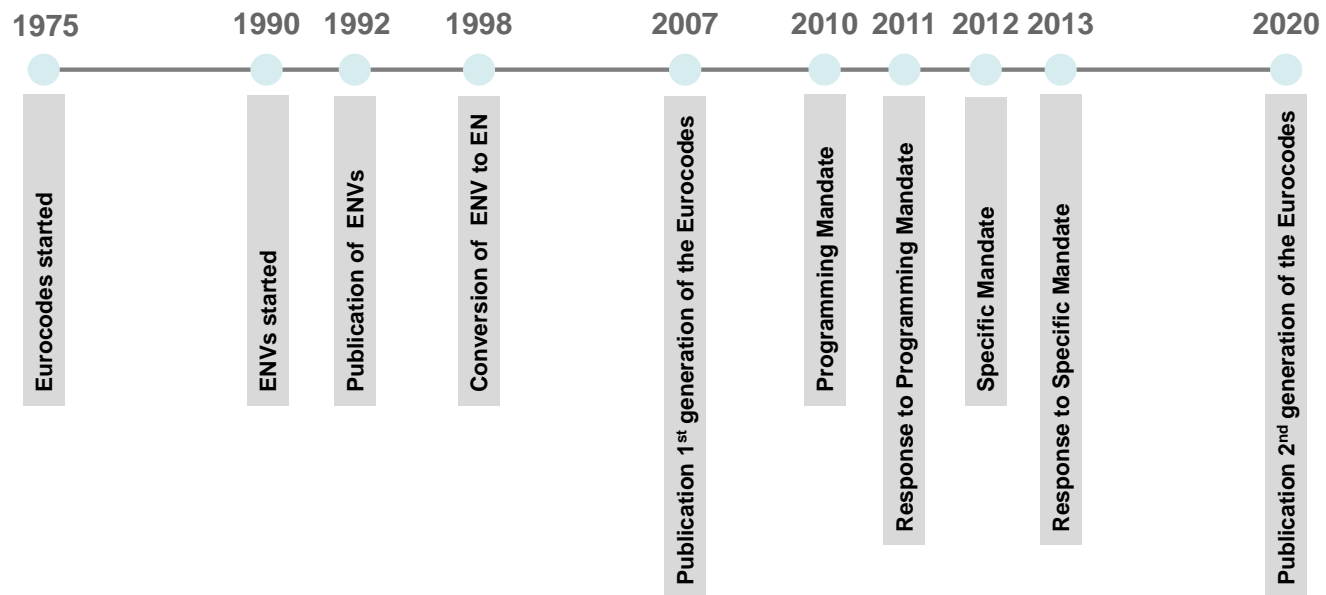 1975 1990 1992 1998 2007 2010 2011 2012 2013 2020
Eurocodes started
ENVs started
Publication of ENVs
Conversion of ENV to EN
Publication 1st generation of the Eurocodes
Programming Mandate
Response to Programming Mandate
Specific Mandate
Response to Specific Mandate
Publication 2nd generation of the Eurocodes